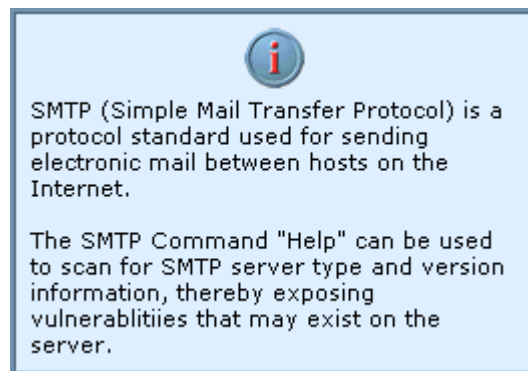 i
SMTP (Simple Mail Transfer Protocol) is a
protocol standard used for sending
electronic mail between hosts on the
Internet.
The SMTP Command "Help" can be used
to scan for SMTP server type and version
information, thereby exposing
vulnerablitiies that may exist on the
server.